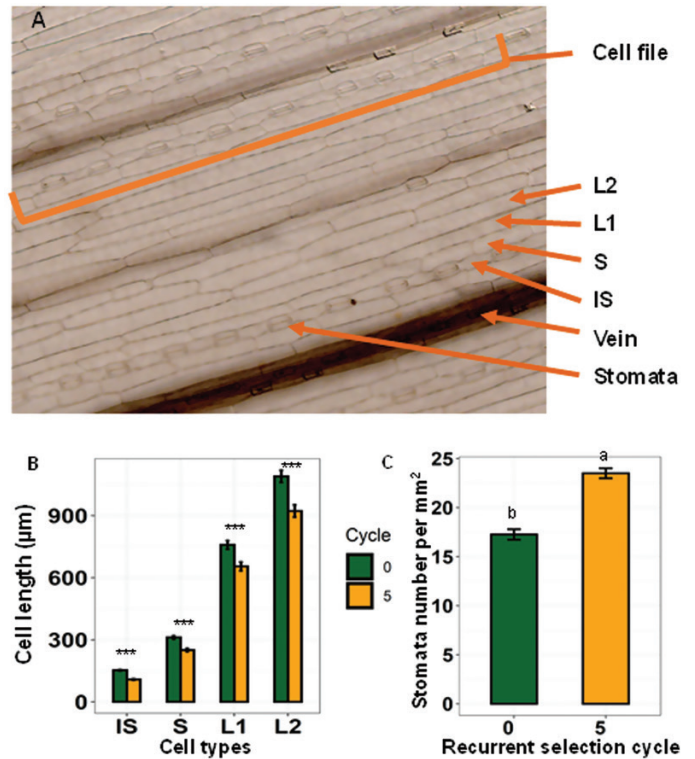 A
Cell file
L2
L1
S
IS
Vein
Stomata
B
Cell length (µm)
900
600
300
0
***
***
***
***
IS S L1 L2
Cell types
Cycle
0
5
C
Stomata number per mm²
25
20
15
10
5
0
b
a
0 5
Recurrent selection cycle